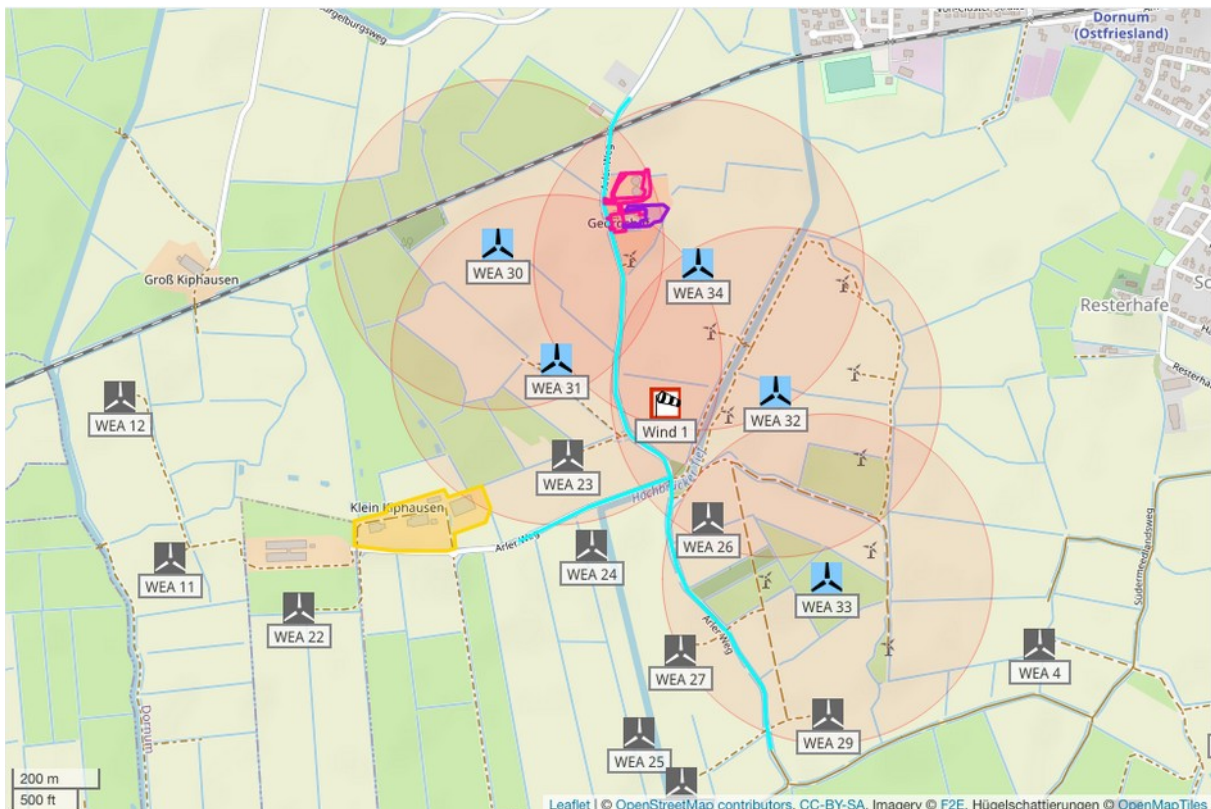 Dornum
(Ostfriesland)
WEA 30
WEA 34
Groß Kiphausen
Resterhafe
WEA 31
WEA 12
Wind 1
WEA 32
WEA 23
Klein Kiphausen
Arler Weg
WEA 26
WEA 24
WEA 11
WEA 33
WEA 22
Südermeedlandsweg
Arler Weg
WEA 27
WEA 4
Dornum
WEA 29
WEA 25
200 m
500 ft
Leaflet | © OpenStreetMap contributors, CC-BY-SA, Imagery © F2E, Hügelschattierungen © OpenMapTiles